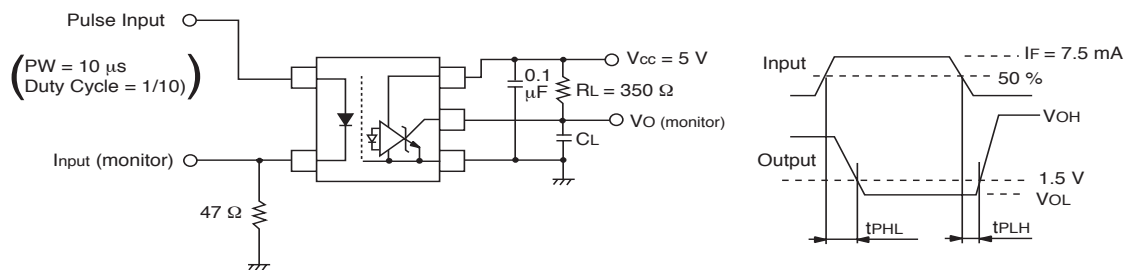 Pulse Input
(PW = 10 μs
Duty Cycle = 1/10)
Input (monitor)
47 Ω
VCC = 5 V
0.1
μF
RL = 350 Ω
VO (monitor)
CL
Input
IF = 7.5 mA
50 %
VOH
Output
1.5 V
VOL
tPHL
tPLH